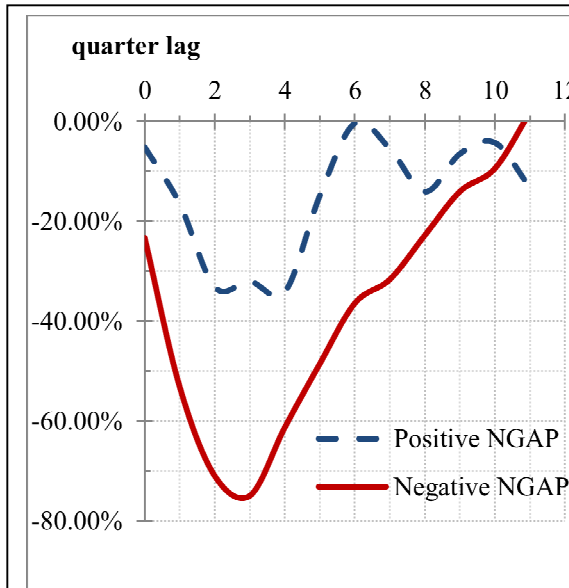 quarter lag
0 2 4 6 8 10 12
0.00%
-20.00%
-40.00%
-60.00%
-80.00%
Positive NGAP
Negative NGAP